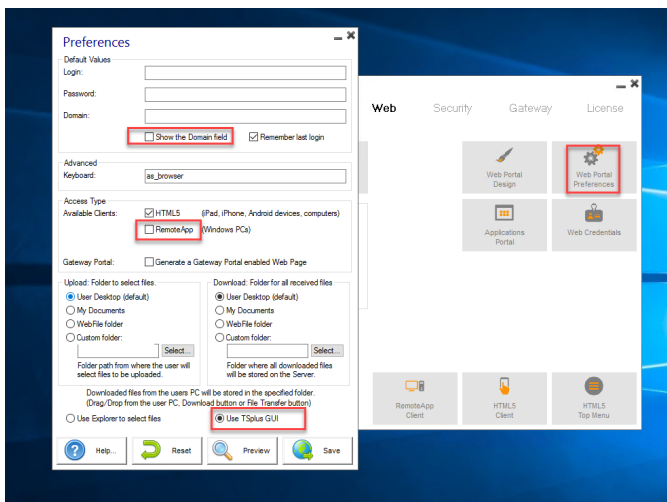 Preferences
Default Values
Login:
Password:
Domain:
Show the Domain field
Remember last login
Advanced
Keyboard:
as_browser
Access Type
Available Clients:
HTML5
(iPad, iPhone, Android devices, computers)
RemoteApp
(Windows PCs)
Gateway Portal:
Generate a Gateway Portal enabled Web Page
Upload: Folder to select files.
User Desktop (default)
My Documents
WebFile folder
Custom folder:
Select...
Folder path from where the user will
select files to be uploaded.
Download: Folder for all received files
User Desktop (default)
My Documents
WebFile folder
Custom folder:
Select...
Folder where all downloaded files
will be stored on the Server.
Downloaded files from the users PC will be stored in the specified folder.
(Drag/Drop from the user PC, Download button or File Transfer button)
Use Explorer to select files
Use TSplus GUI
Help...
Reset
Preview
Save
Web
Security
Gateway
License
Web Portal
Design
Web Portal
Preferences
Applications
Portal
Web Credentials
RemoteApp
Client
HTML5
Client
HTML5
Top Menu